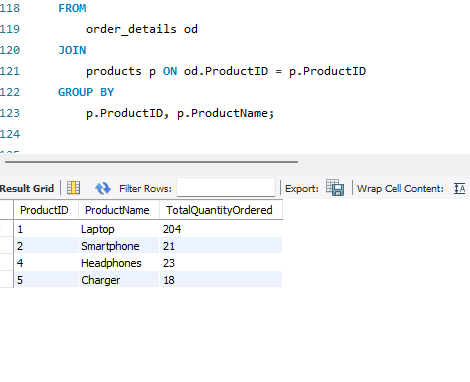 118 FROM
119 order_details od
120 JOIN
121 products p ON od.ProductID = p.ProductID
122 GROUP BY
123 p.ProductID, p.ProductName;
124
Result Grid Filter Rows: Export: Wrap Cell Content:
ProductID ProductName TotalQuantityOrdered
1 Laptop 204
2 Smartphone 21
4 Headphones 23
5 Charger 18